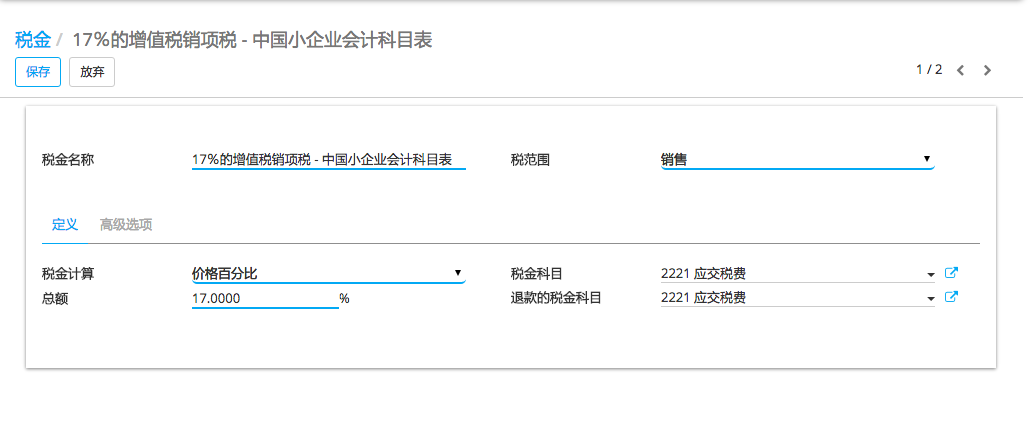 税金 / 17%的增值税销项税 - 中国小企业会计科目表
保存 放弃 1 / 2
税金名称 17%的增值税销项税 - 中国小企业会计科目表 税范围 销售
定义 高级选项
税金计算 价格百分比 税金科目 2221 应交税费
总额 17.0000 % 退款的税金科目 2221 应交税费